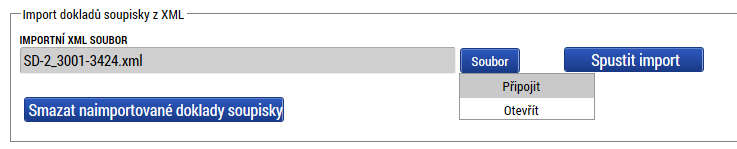 Import dokladů soupisky z XML
IMPORTNÍ XML SOUBOR
SD-2_3001-3424.xml
Soubor
Spustit import
Připojit
Otevřít
Smazat naimportované doklady soupisky